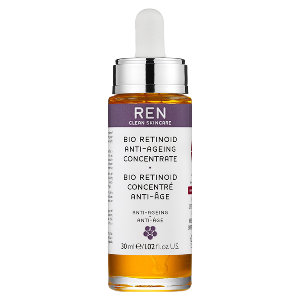 REN
CLEAN SKINCARE
BIO RETINOID
ANTI-AGEING
CONCENTRATE
•
BIO RETINOID
CONCENTRÉ
ANTI-ÂGE
ANTI-AGEING
•
ANTI-ÂGE
30ml e/1.02 fl.oz. U.S.